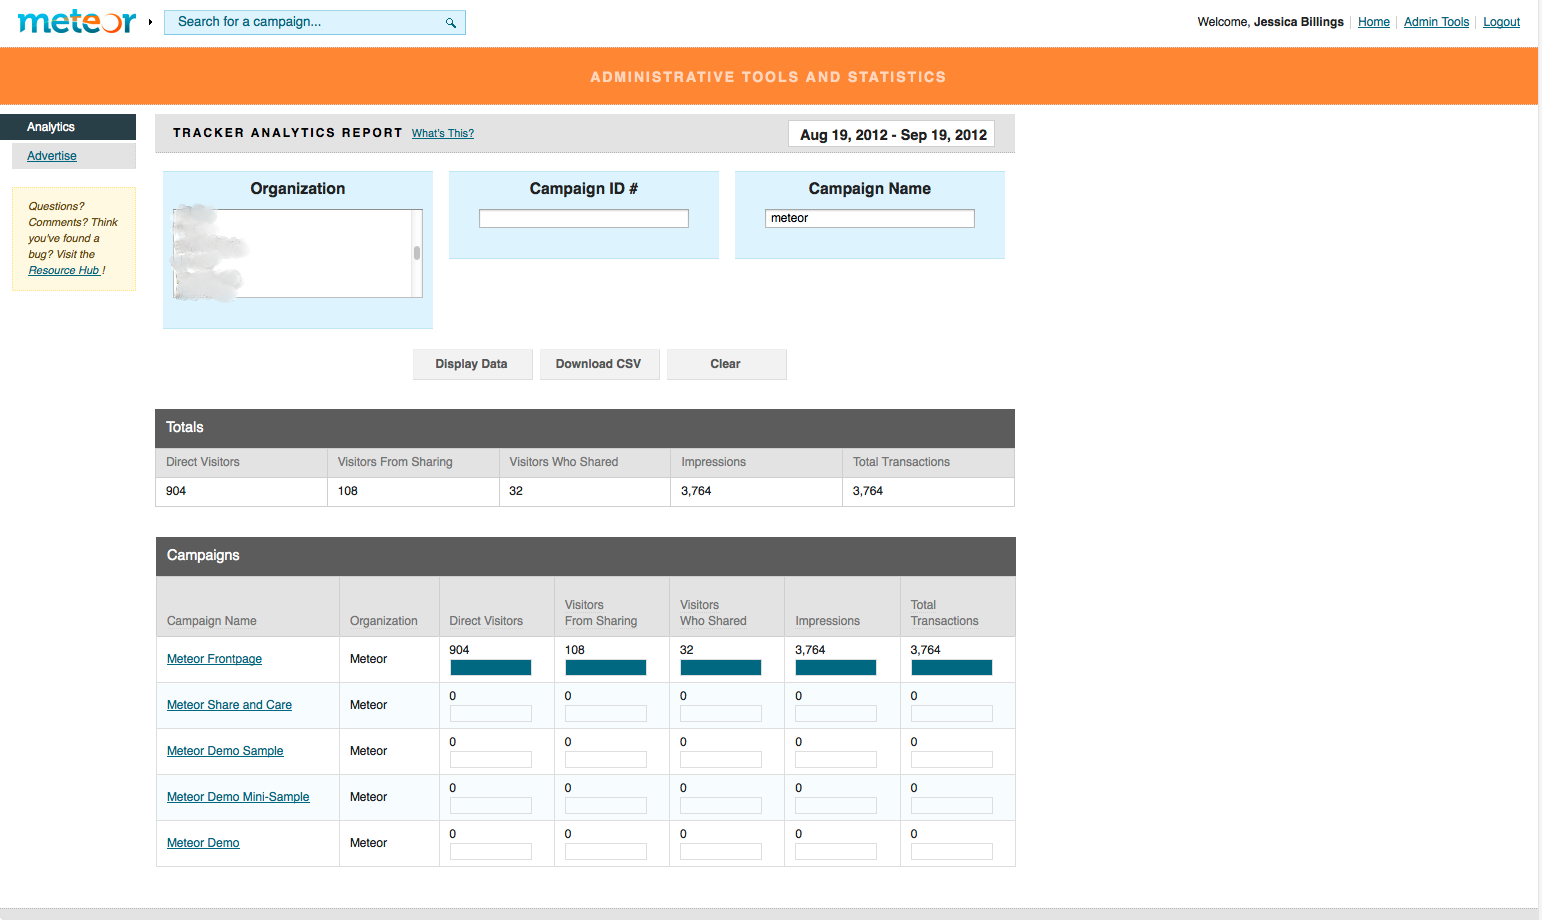 meteor
Search for a campaign...
Welcome, Jessica Billings Home Admin Tools Logout
ADMINISTRATIVE TOOLS AND STATISTICS
Analytics
Advertise
Questions?
Comments? Think
you've found a
bug? Visit the
Resource Hub !
TRACKER ANALYTICS REPORT What's This? Aug 19, 2012 - Sep 19, 2012
Organization Campaign ID # Campaign Name
meteor
Display Data Download CSV Clear
Totals
Direct Visitors Visitors From Sharing Visitors Who Shared Impressions Total Transactions
904 108 32 3,764 3,764
Campaigns
Campaign Name Organization Direct Visitors Visitors From Sharing Visitors Who Shared Impressions Total Transactions
Meteor Frontpage Meteor 904 108 32 3,764 3,764
Meteor Share and Care Meteor 0 0 0 0 0
Meteor Demo Sample Meteor 0 0 0 0 0
Meteor Demo Mini-Sample Meteor 0 0 0 0 0
Meteor Demo Meteor 0 0 0 0 0